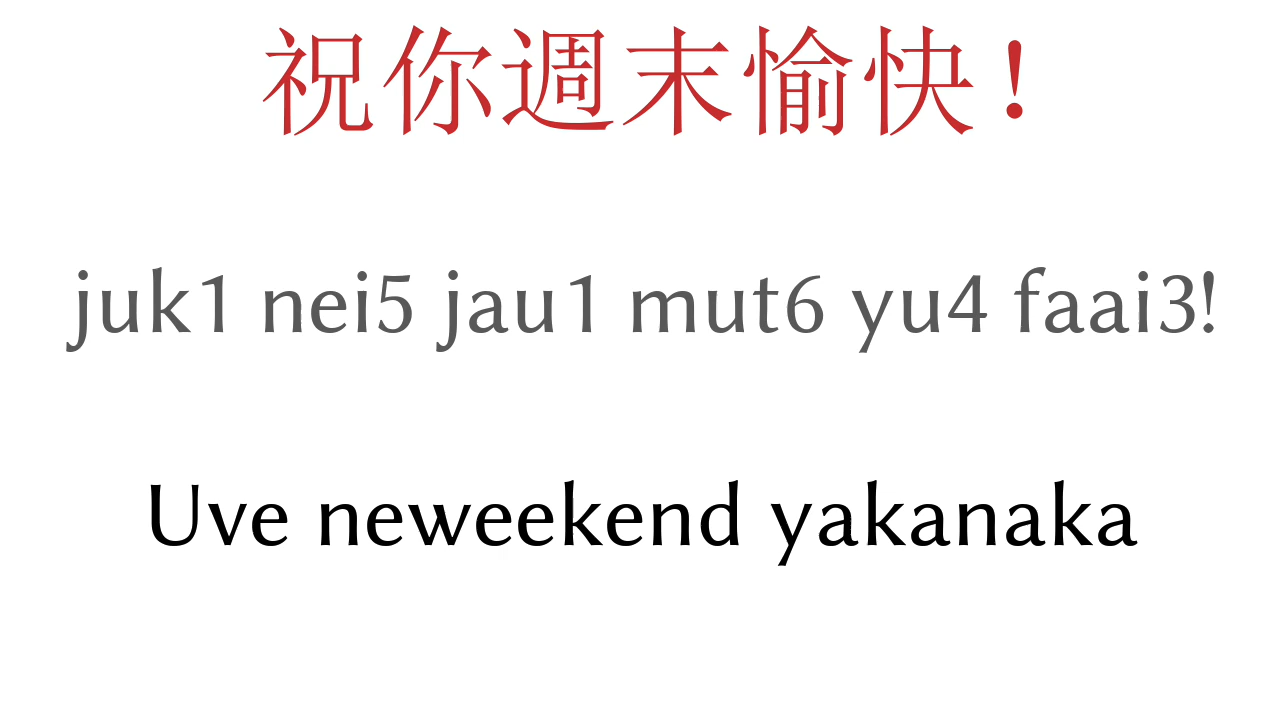 祝你週末愉快！
juk1 nei5 jau1 mut6 yu4 faai3!
Uve neweekend yakanaka